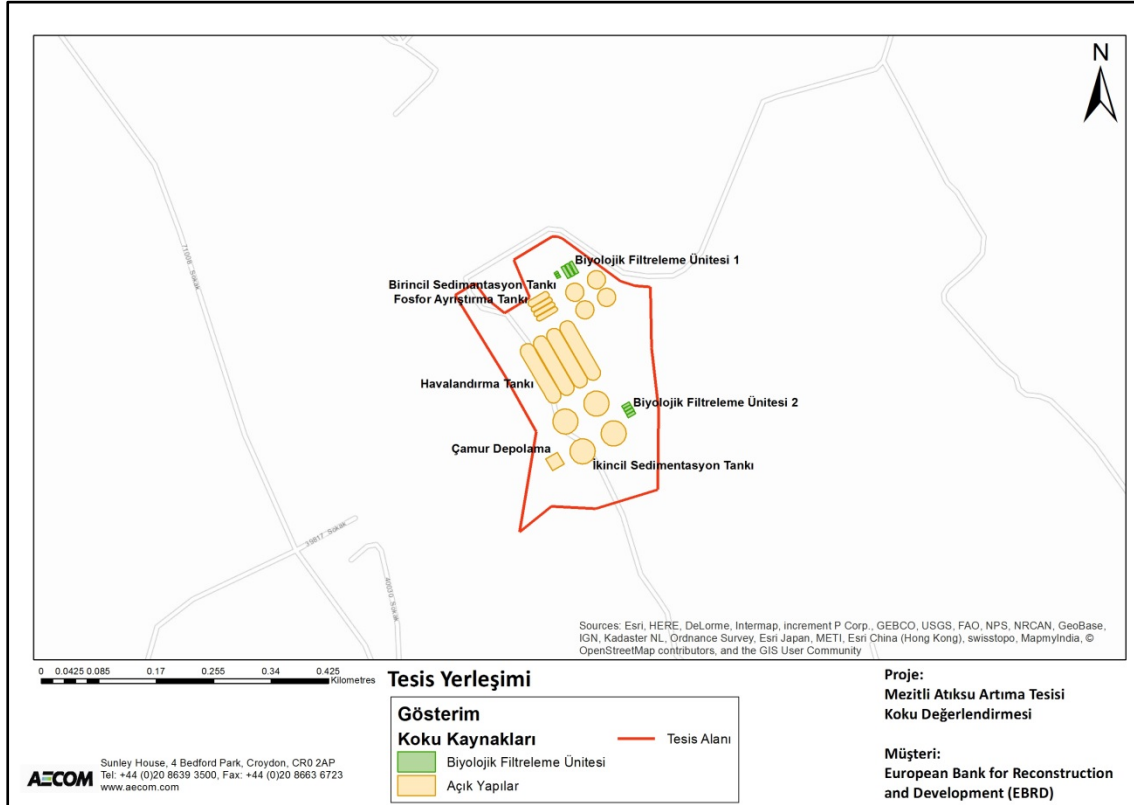 N
71008 Sokak
Biyolojik Filtreleme Ünitesi 1
Birincil Sedimantasyon Tankı
Fosfor Ayrıştırma Tankı
Havalandırma Tankı
Biyolojik Filtreleme Ünitesi 2
Çamur Depolama
İkincil Sedimantasyon Tankı
39817 Sokak
Sources: Esri, HERE, DeLorme, Intermap, increment P Corp., GEBCO, USGS, FAO, NPS, NRCAN, GeoBase,
IGN, Kadaster NL, Ordnance Survey, Esri Japan, METI, Esri China (Hong Kong), swisstopo, MapmyIndia, ©
OpenStreetMap contributors, and the GIS User Community
0 0.0425 0.085 0.17 0.255 0.34 0.425
Kilometres
Tesis Yerleşimi
Gösterim
Koku Kaynakları
Biyolojik Filtreleme Ünitesi
Açık Yapılar
Tesis Alanı
Proje:
Mezitli Atıksu Artıma Tesisi
Koku Değerlendirmesi
Müşteri:
European Bank for Reconstruction
and Development (EBRD)
AECOM
Sunley House, 4 Bedford Park, Croydon, CR0 2AP
Tel: +44 (0)20 8639 3500, Fax: +44 (0)20 8663 6723
www.aecom.com